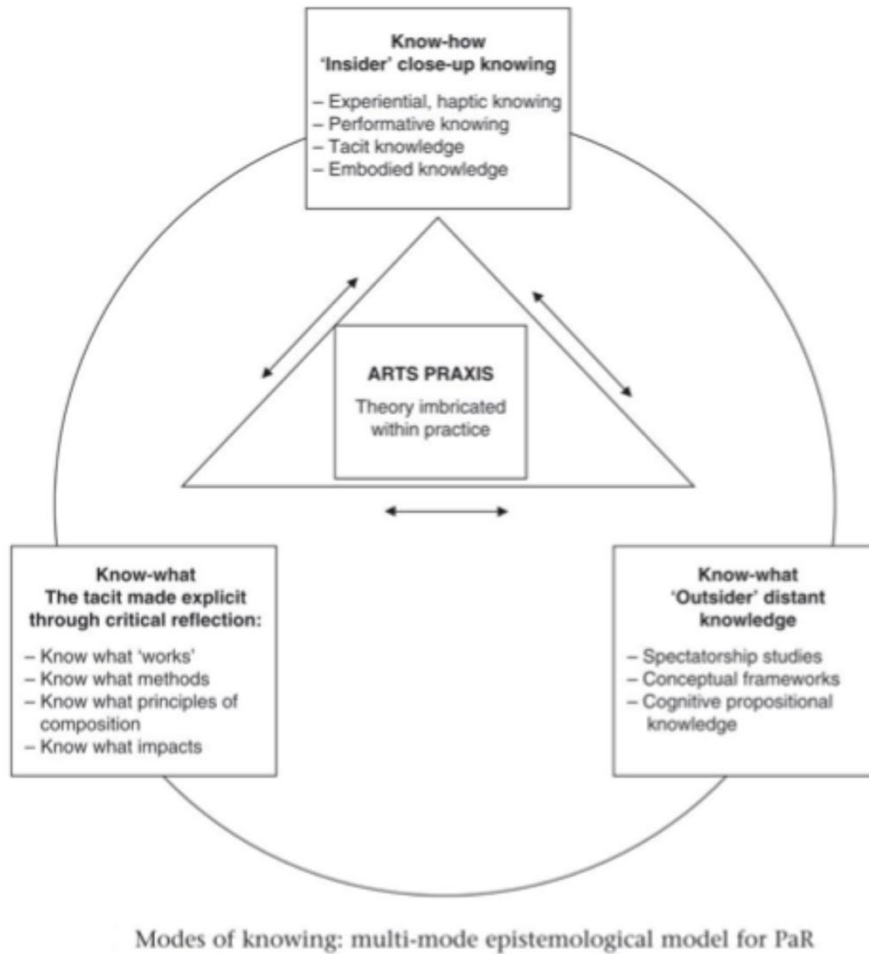 Know-how
‘Insider’ close-up knowing
– Experiential, haptic knowing
– Performative knowing
– Tacit knowledge
– Embodied knowledge
ARTS PRAXIS
Theory imbricated
within practice
Know-what
The tacit made explicit
through critical reflection:
– Know what ‘works’
– Know what methods
– Know what principles of
composition
– Know what impacts
Know-what
‘Outsider’ distant
knowledge
– Spectatorship studies
– Conceptual frameworks
– Cognitive propositional
knowledge
Modes of knowing: multi-mode epistemological model for PaR